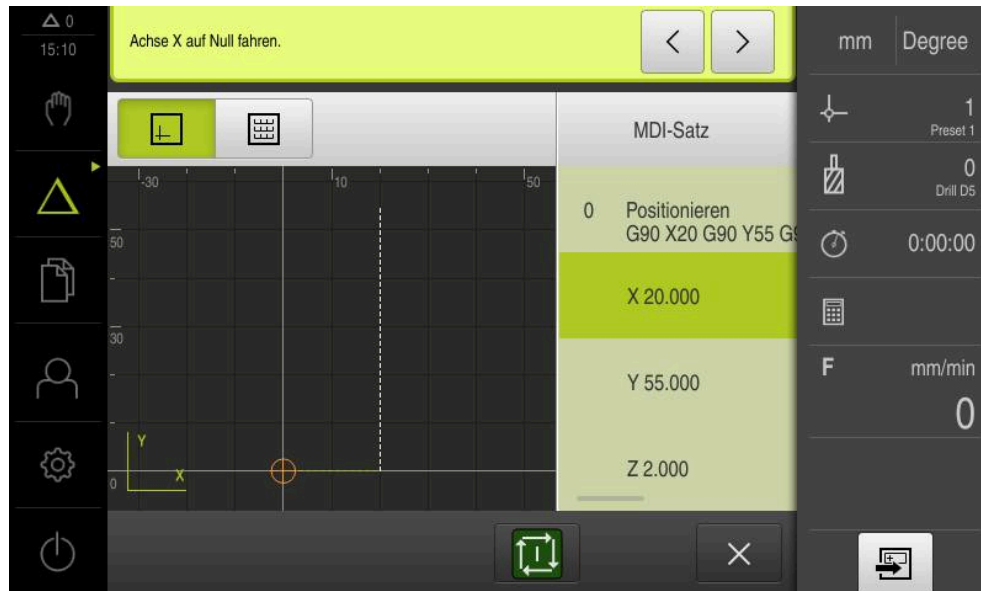 0
15:10
Achse X auf Null fahren.
mm Degree
1
Preset 1
0
Drill D5
0:00:00
F mm/min
0
MDI-Satz
0 Positionieren
G90 X20 G90 Y55
X 20.000
Y 55.000
Z 2.000
-30 10 50
50
30
0
Y
X